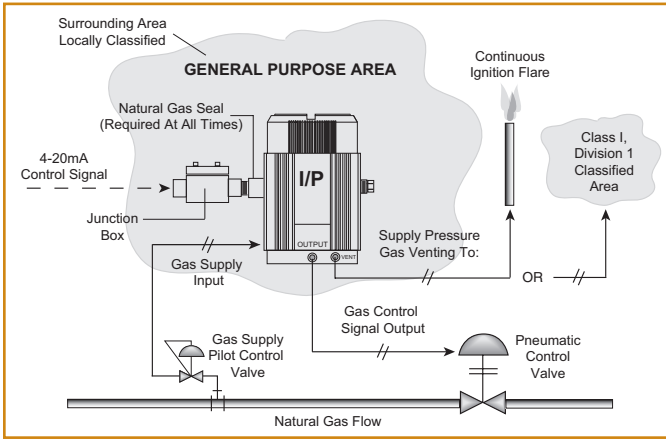 Surrounding Area
Locally Classified
GENERAL PURPOSE AREA
Continuous
Ignition Flare
Natural Gas Seal
(Required At All Times)
4-20mA
Control Signal
I/P
Class I,
Division 1
Classified
Area
Junction
Box
OUTPUT
VENT
Supply Pressure
Gas Venting To:
Gas Supply
Input
OR
Gas Control
Signal Output
Gas Supply
Pilot Control
Valve
Pneumatic
Control
Valve
Natural Gas Flow